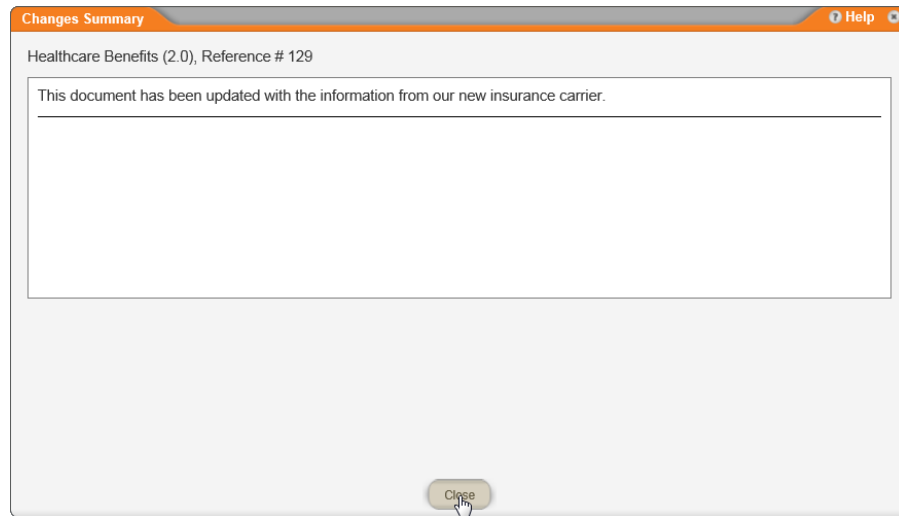 Changes Summary
Help
Healthcare Benefits (2.0), Reference # 129
This document has been updated with the information from our new insurance carrier.
Close